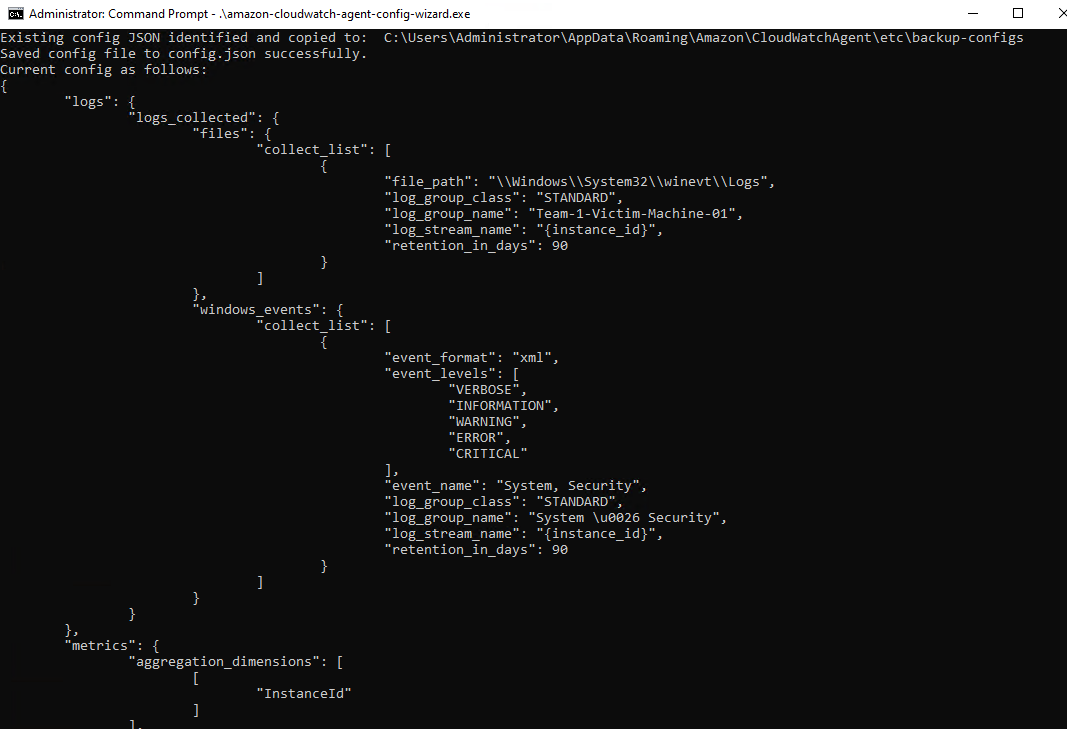 Administrator: Command Prompt - .\amazon-cloudwatch-agent-config-wizard.exe
Existing config JSON identified and copied to:  C:\Users\Administrator\AppData\Roaming\Amazon\CloudWatchAgent\etc\backup-configs
Saved config file to config.json successfully.
Current config as follows:
{
        "logs": {
                "logs_collected": {
                        "files": {
                                "collect_list": [
                                        {
                                                "file_path": "\\Windows\\System32\\winevt\\Logs",
                                                "log_group_class": "STANDARD",
                                                "log_group_name": "Team-1-Victim-Machine-01",
                                                "log_stream_name": "{instance_id}",
                                                "retention_in_days": 90
                                        }
                                ]
                        },
                        "windows_events": {
                                "collect_list": [
                                        {
                                                "event_format": "xml",
                                                "event_levels": [
                                                        "VERBOSE",
                                                        "INFORMATION",
                                                        "WARNING",
                                                        "ERROR",
                                                        "CRITICAL"
                                                ],
                                                "event_name": "System, Security",
                                                "log_group_class": "STANDARD",
                                                "log_group_name": "System \u0026 Security",
                                                "log_stream_name": "{instance_id}",
                                                "retention_in_days": 90
                                        }
                                ]
                        }
                }
        },
        "metrics": {
                "aggregation_dimensions": [
                        [
                                "InstanceId"
                        ]
                ],